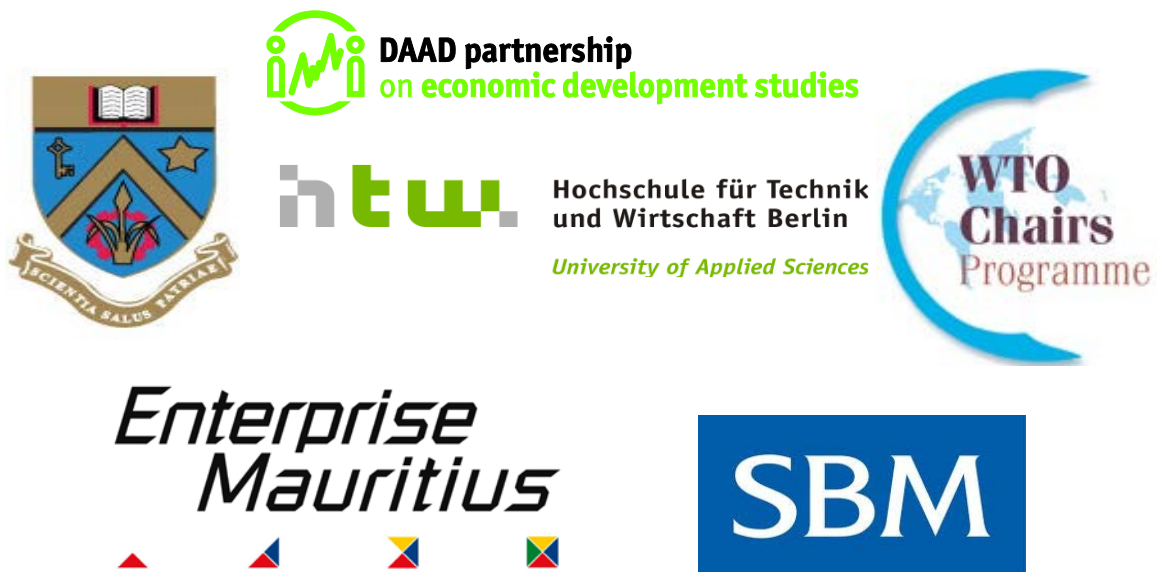 DAAD partnership
on economic development studies
SCIENTIA SALUS PATRIAE
htw.
Hochschule für Technik
und Wirtschaft Berlin
University of Applied Sciences
WTO
Chairs
Programme
Enterprise
Mauritius
SBM